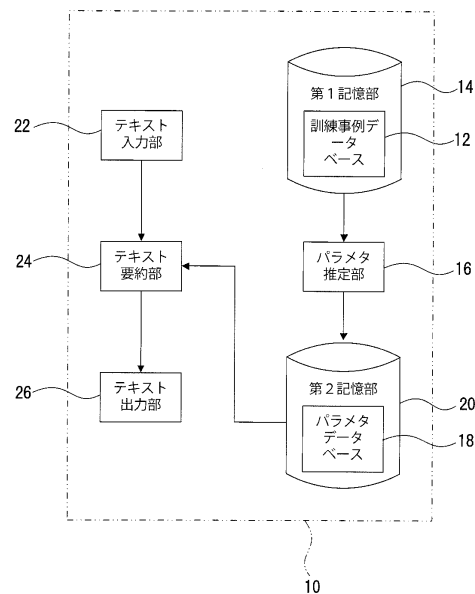 第1記憶部
14
訓練事例データ
ベース
12
22
テキスト
入力部
24
テキスト
要約部
パラメタ
推定部
16
26
テキスト
出力部
第2記憶部
20
パラメタ
データ
ベース
18
10